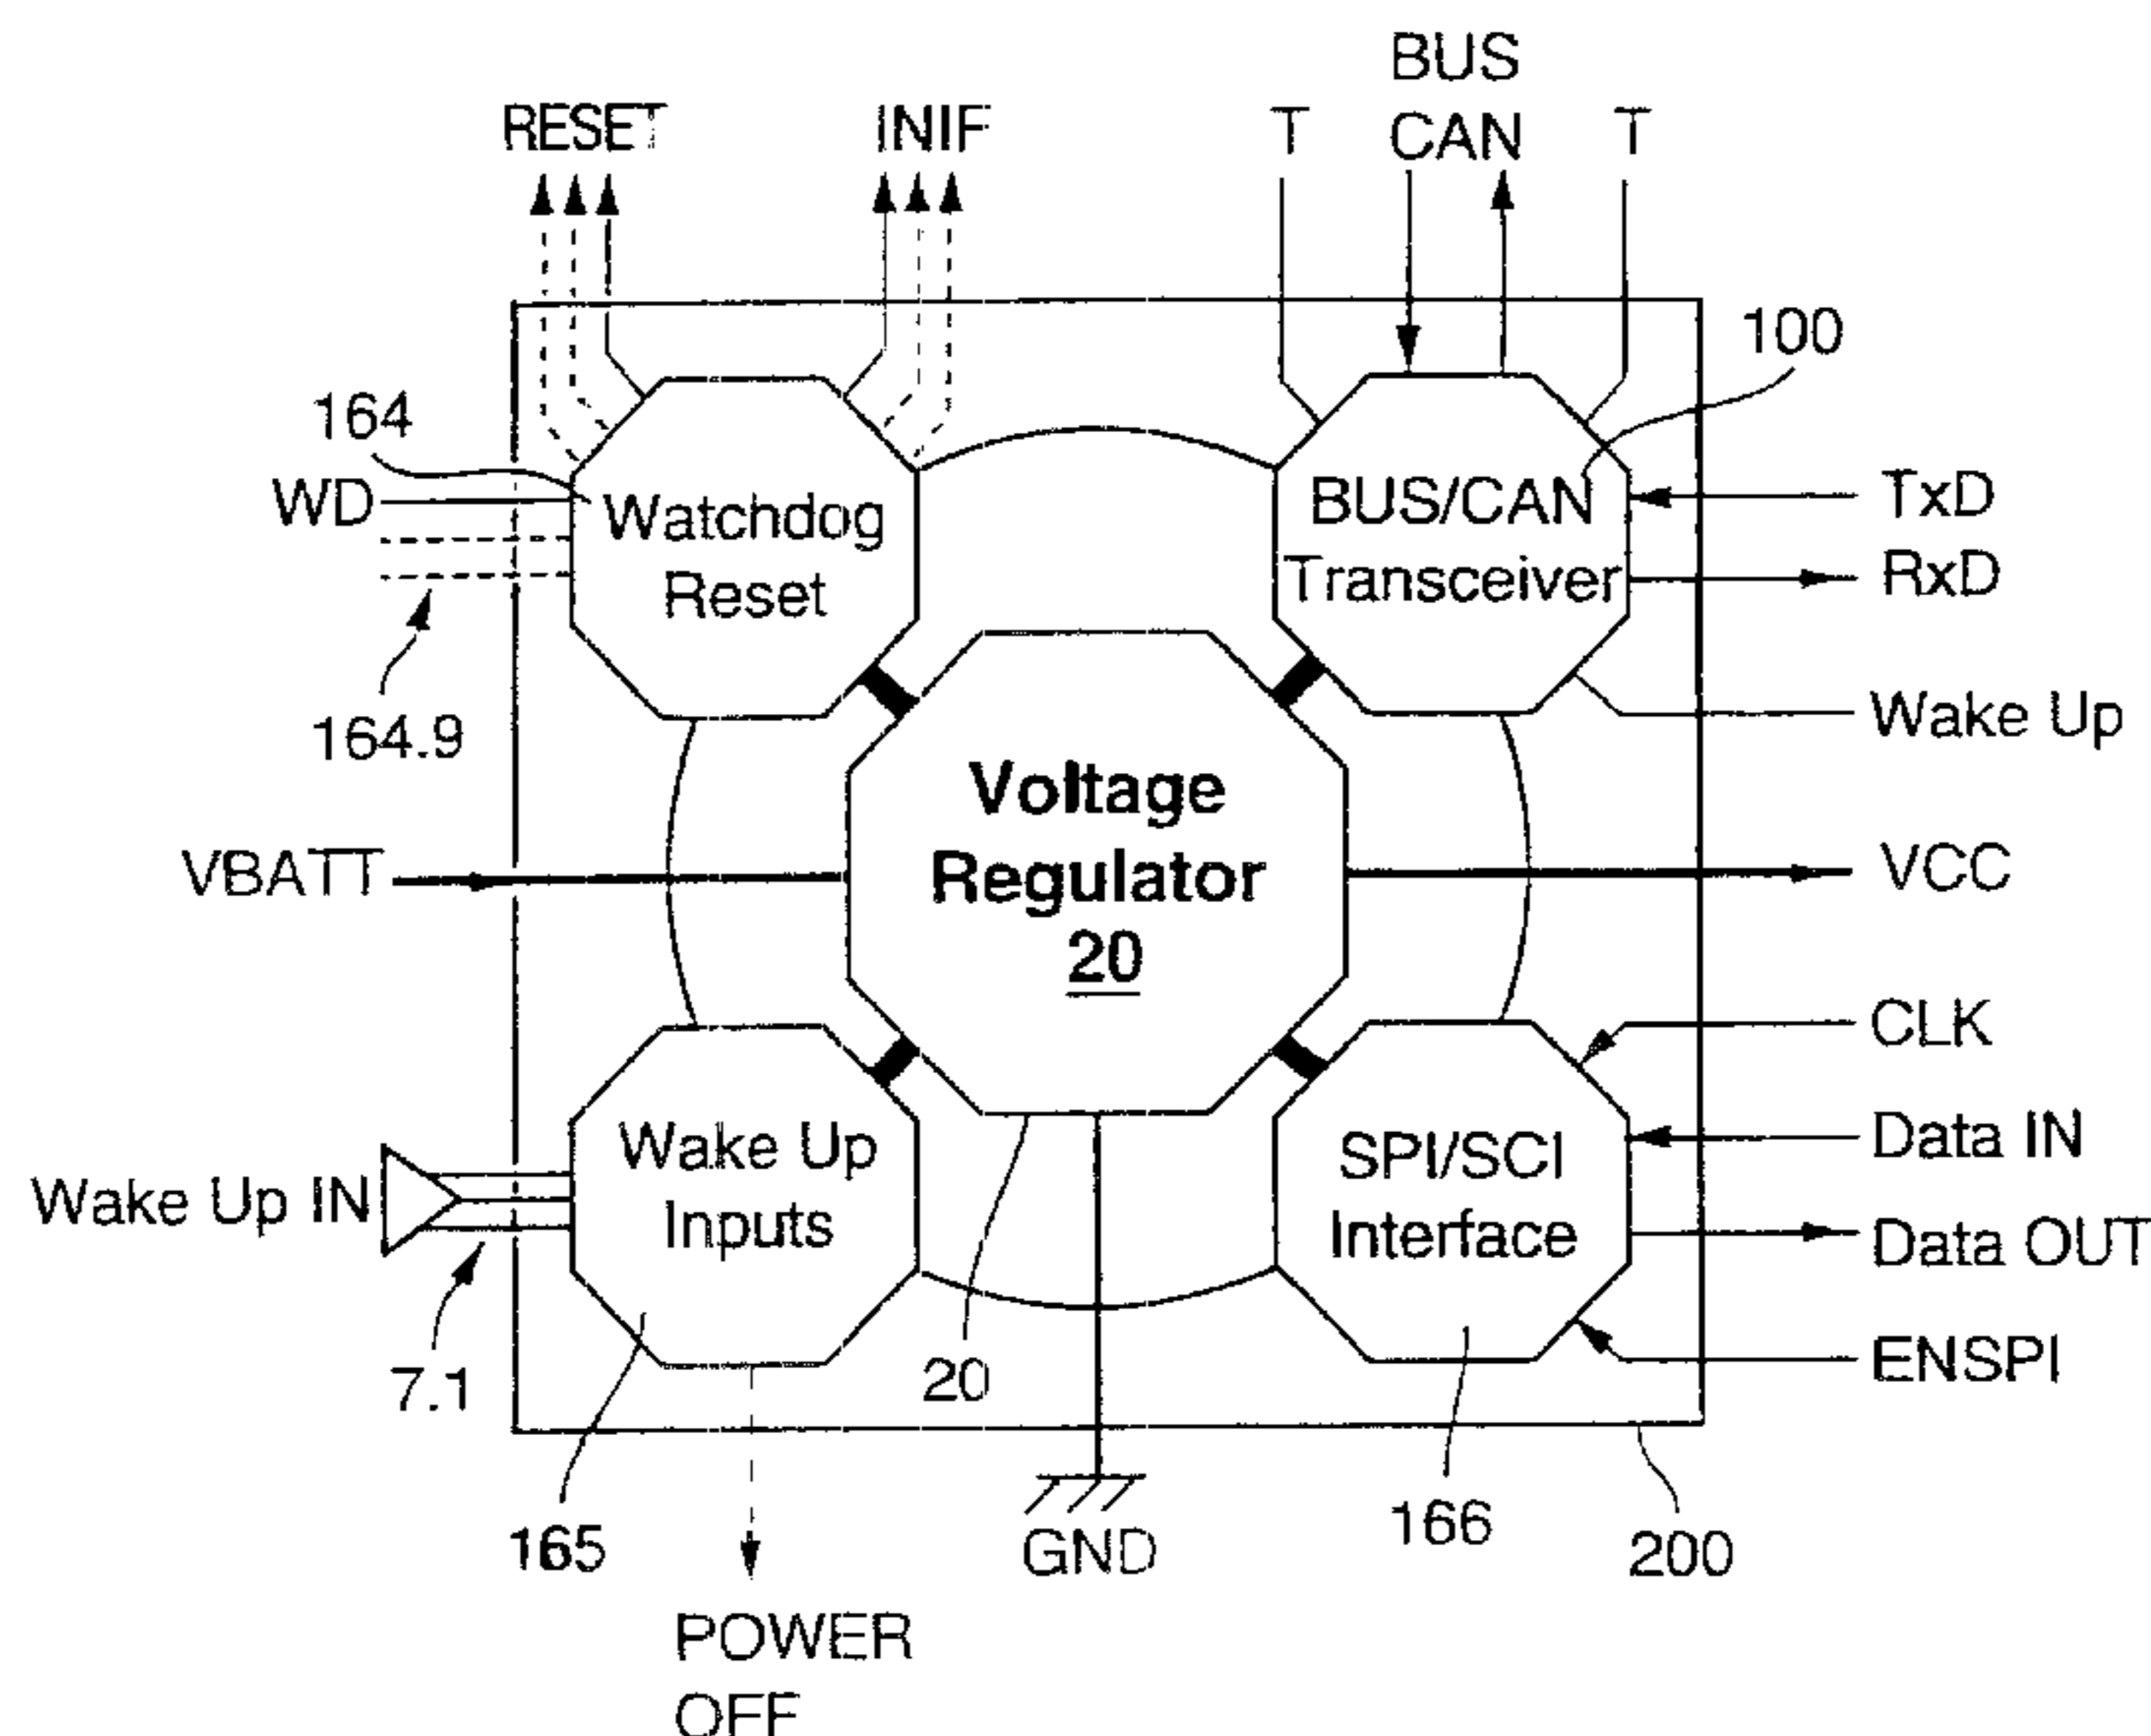 BUS
RESET INIF T CAN T
100
164
WD
Watchdog
Reset
BUS/CAN
Transceiver
TxD
RxD
164.9
Wake Up
Voltage
Regulator
20
VBATT
VCC
CLK
Wake Up
Inputs
SPI/SCI
Interface
Data IN
Wake Up IN
Data OUT
7.1
20
ENSPI
165
GND
166
200
POWER
OFF